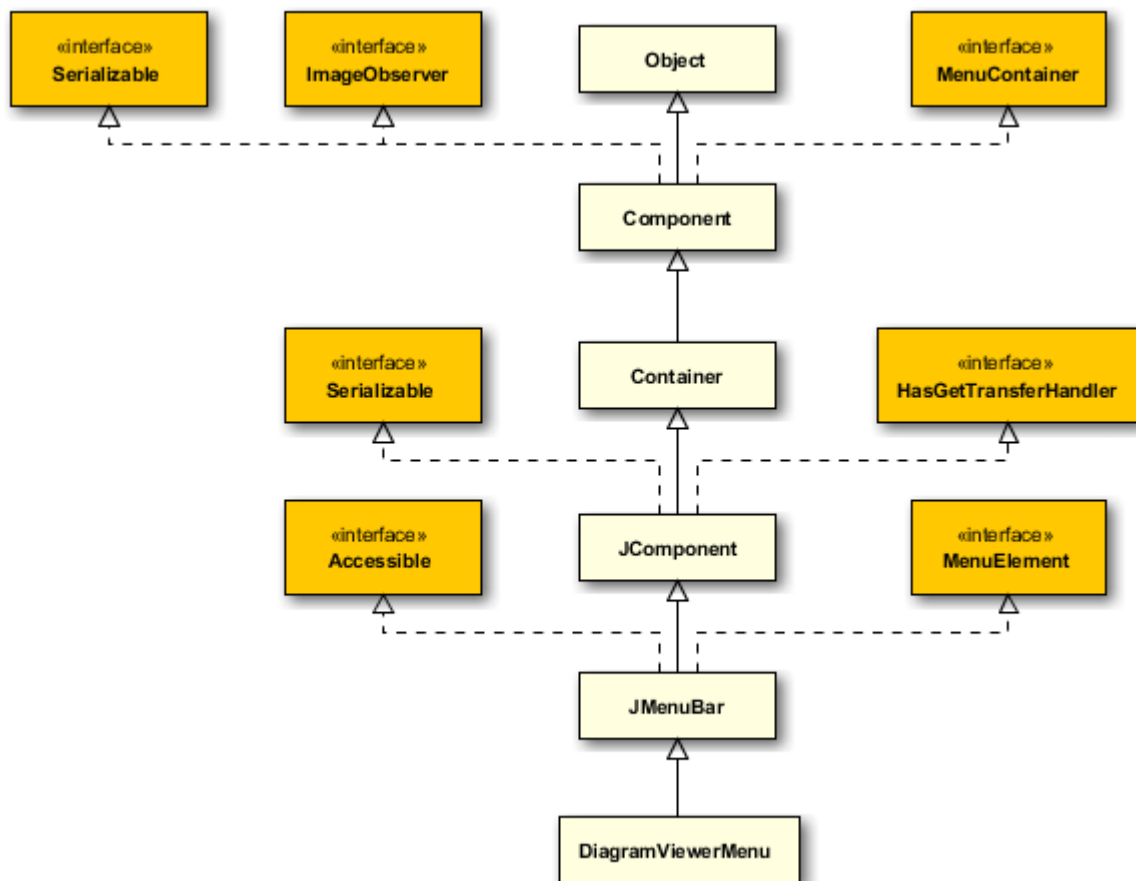 «interface»
Serializable
«interface»
ImageObserver
Object
«interface»
MenuContainer
Component
«interface»
Serializable
Container
«interface»
HasGetTransferHandler
«interface»
Accessible
JComponent
«interface»
MenuElement
JMenuBar
DiagramViewerMenu